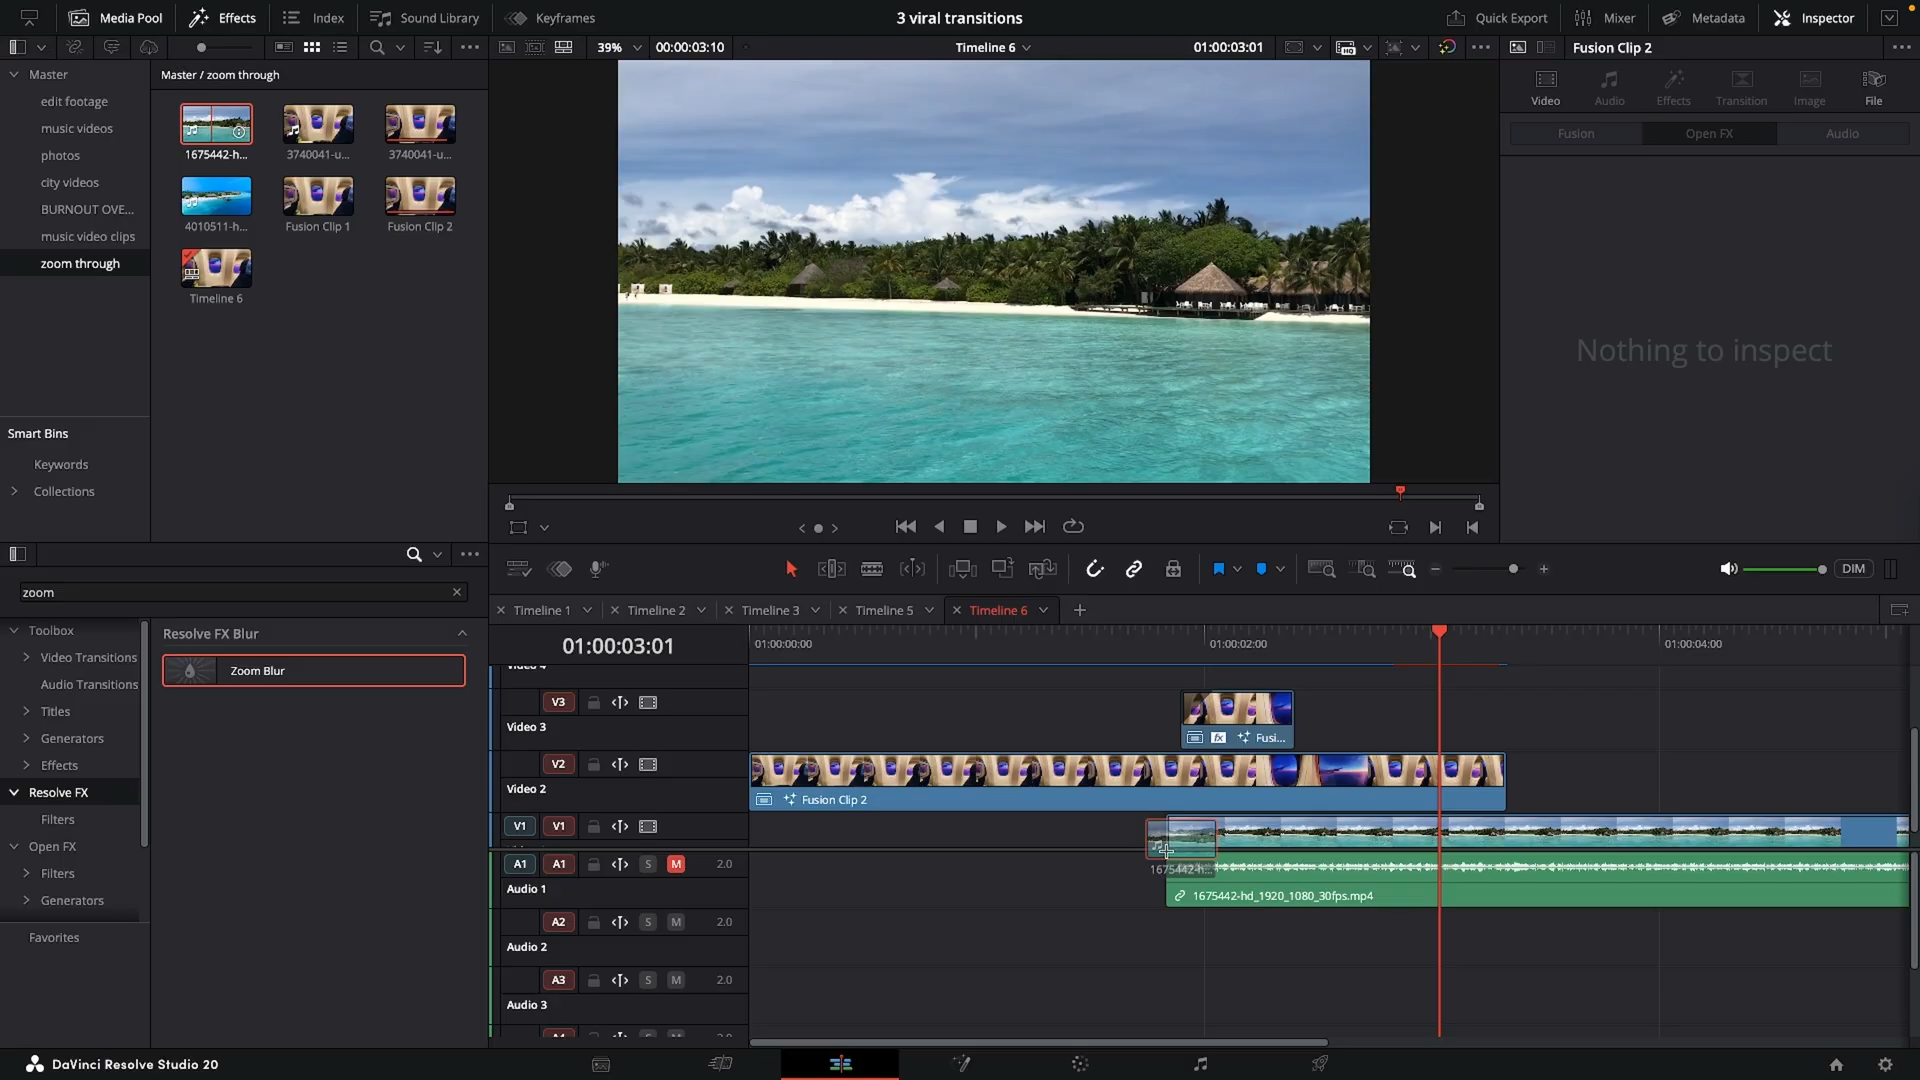 Media Pool
Effects
Index
Sound Library
Keyframes
3 viral transitions
Quick Export
Mixer
Metadata
Inspector
39%
00:00:03:10
Timeline 6
01:00:03:01
Fusion Clip 2
Master
edit footage
music videos
photos
city videos
BURNOUT OVE...
music video clips
zoom through
Master / zoom through
1675442-h...
3740041-u...
3740041-u...
4010511-h...
Fusion Clip 1
Fusion Clip 2
Timeline 6
Video
Audio
Effects
Transition
Image
File
Fusion
Open FX
Audio
Nothing to inspect
Smart Bins
Keywords
Collections
zoom
Toolbox
Video Transitions
Audio Transitions
Titles
Generators
Effects
Resolve FX
Filters
Open FX
Filters
Generators
Favorites
Resolve FX Blur
Zoom Blur
DIM
Timeline 1
Timeline 2
Timeline 3
Timeline 5
Timeline 6
01:00:03:01
01:00:00:00
01:00:02:00
01:00:04:00
V3
Video 3
Fusi...
V2
Video 2
Fusion Clip 2
V1
V1
A1
A1
S
M
2.0
Audio 1
1675442-h...
1675442-hd_1920_1080_30fps.mp4
A2
S
M
2.0
Audio 2
A3
S
M
2.0
Audio 3
DaVinci Resolve Studio 20